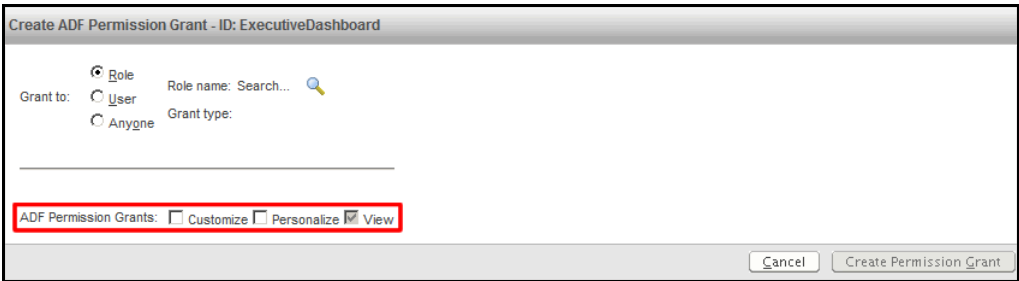 Create ADF Permission Grant - ID: ExecutiveDashboard
Grant to:
Role
User
Anyone
Role name: Search...
Grant type:
ADF Permission Grants: Customize Personalize View
Cancel Create Permission Grant